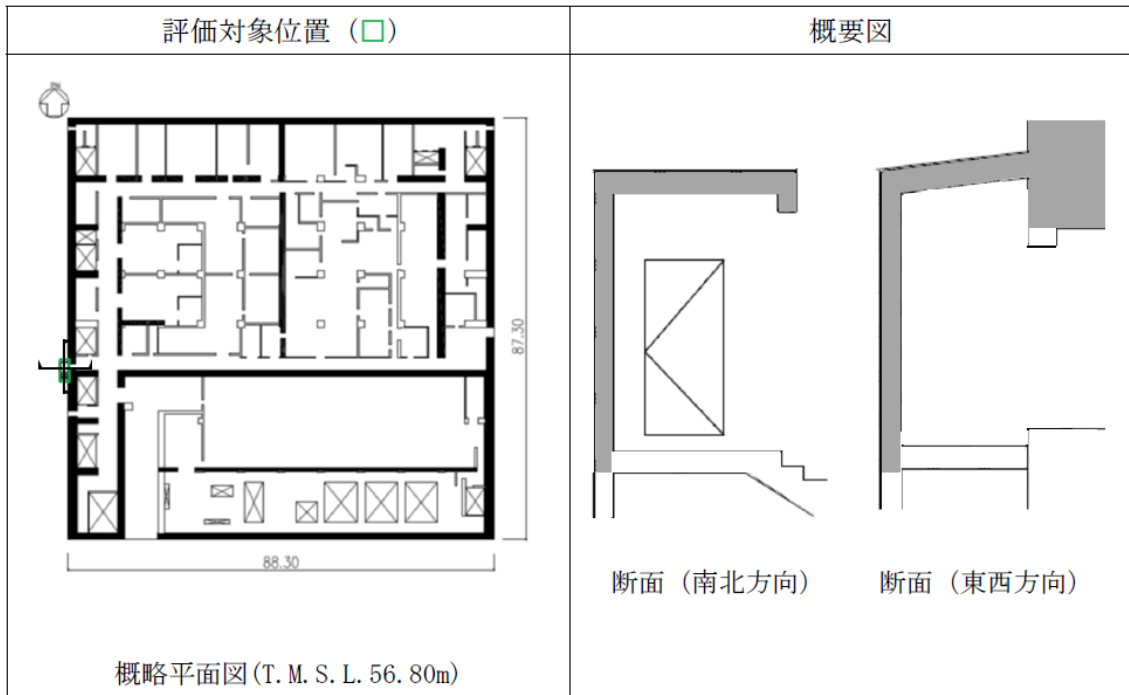 評価対象位置（□）
概要図
87.30
88.30
断面（南北方向）
断面（東西方向）
概略平面図(T.M.S.L.56.80m)